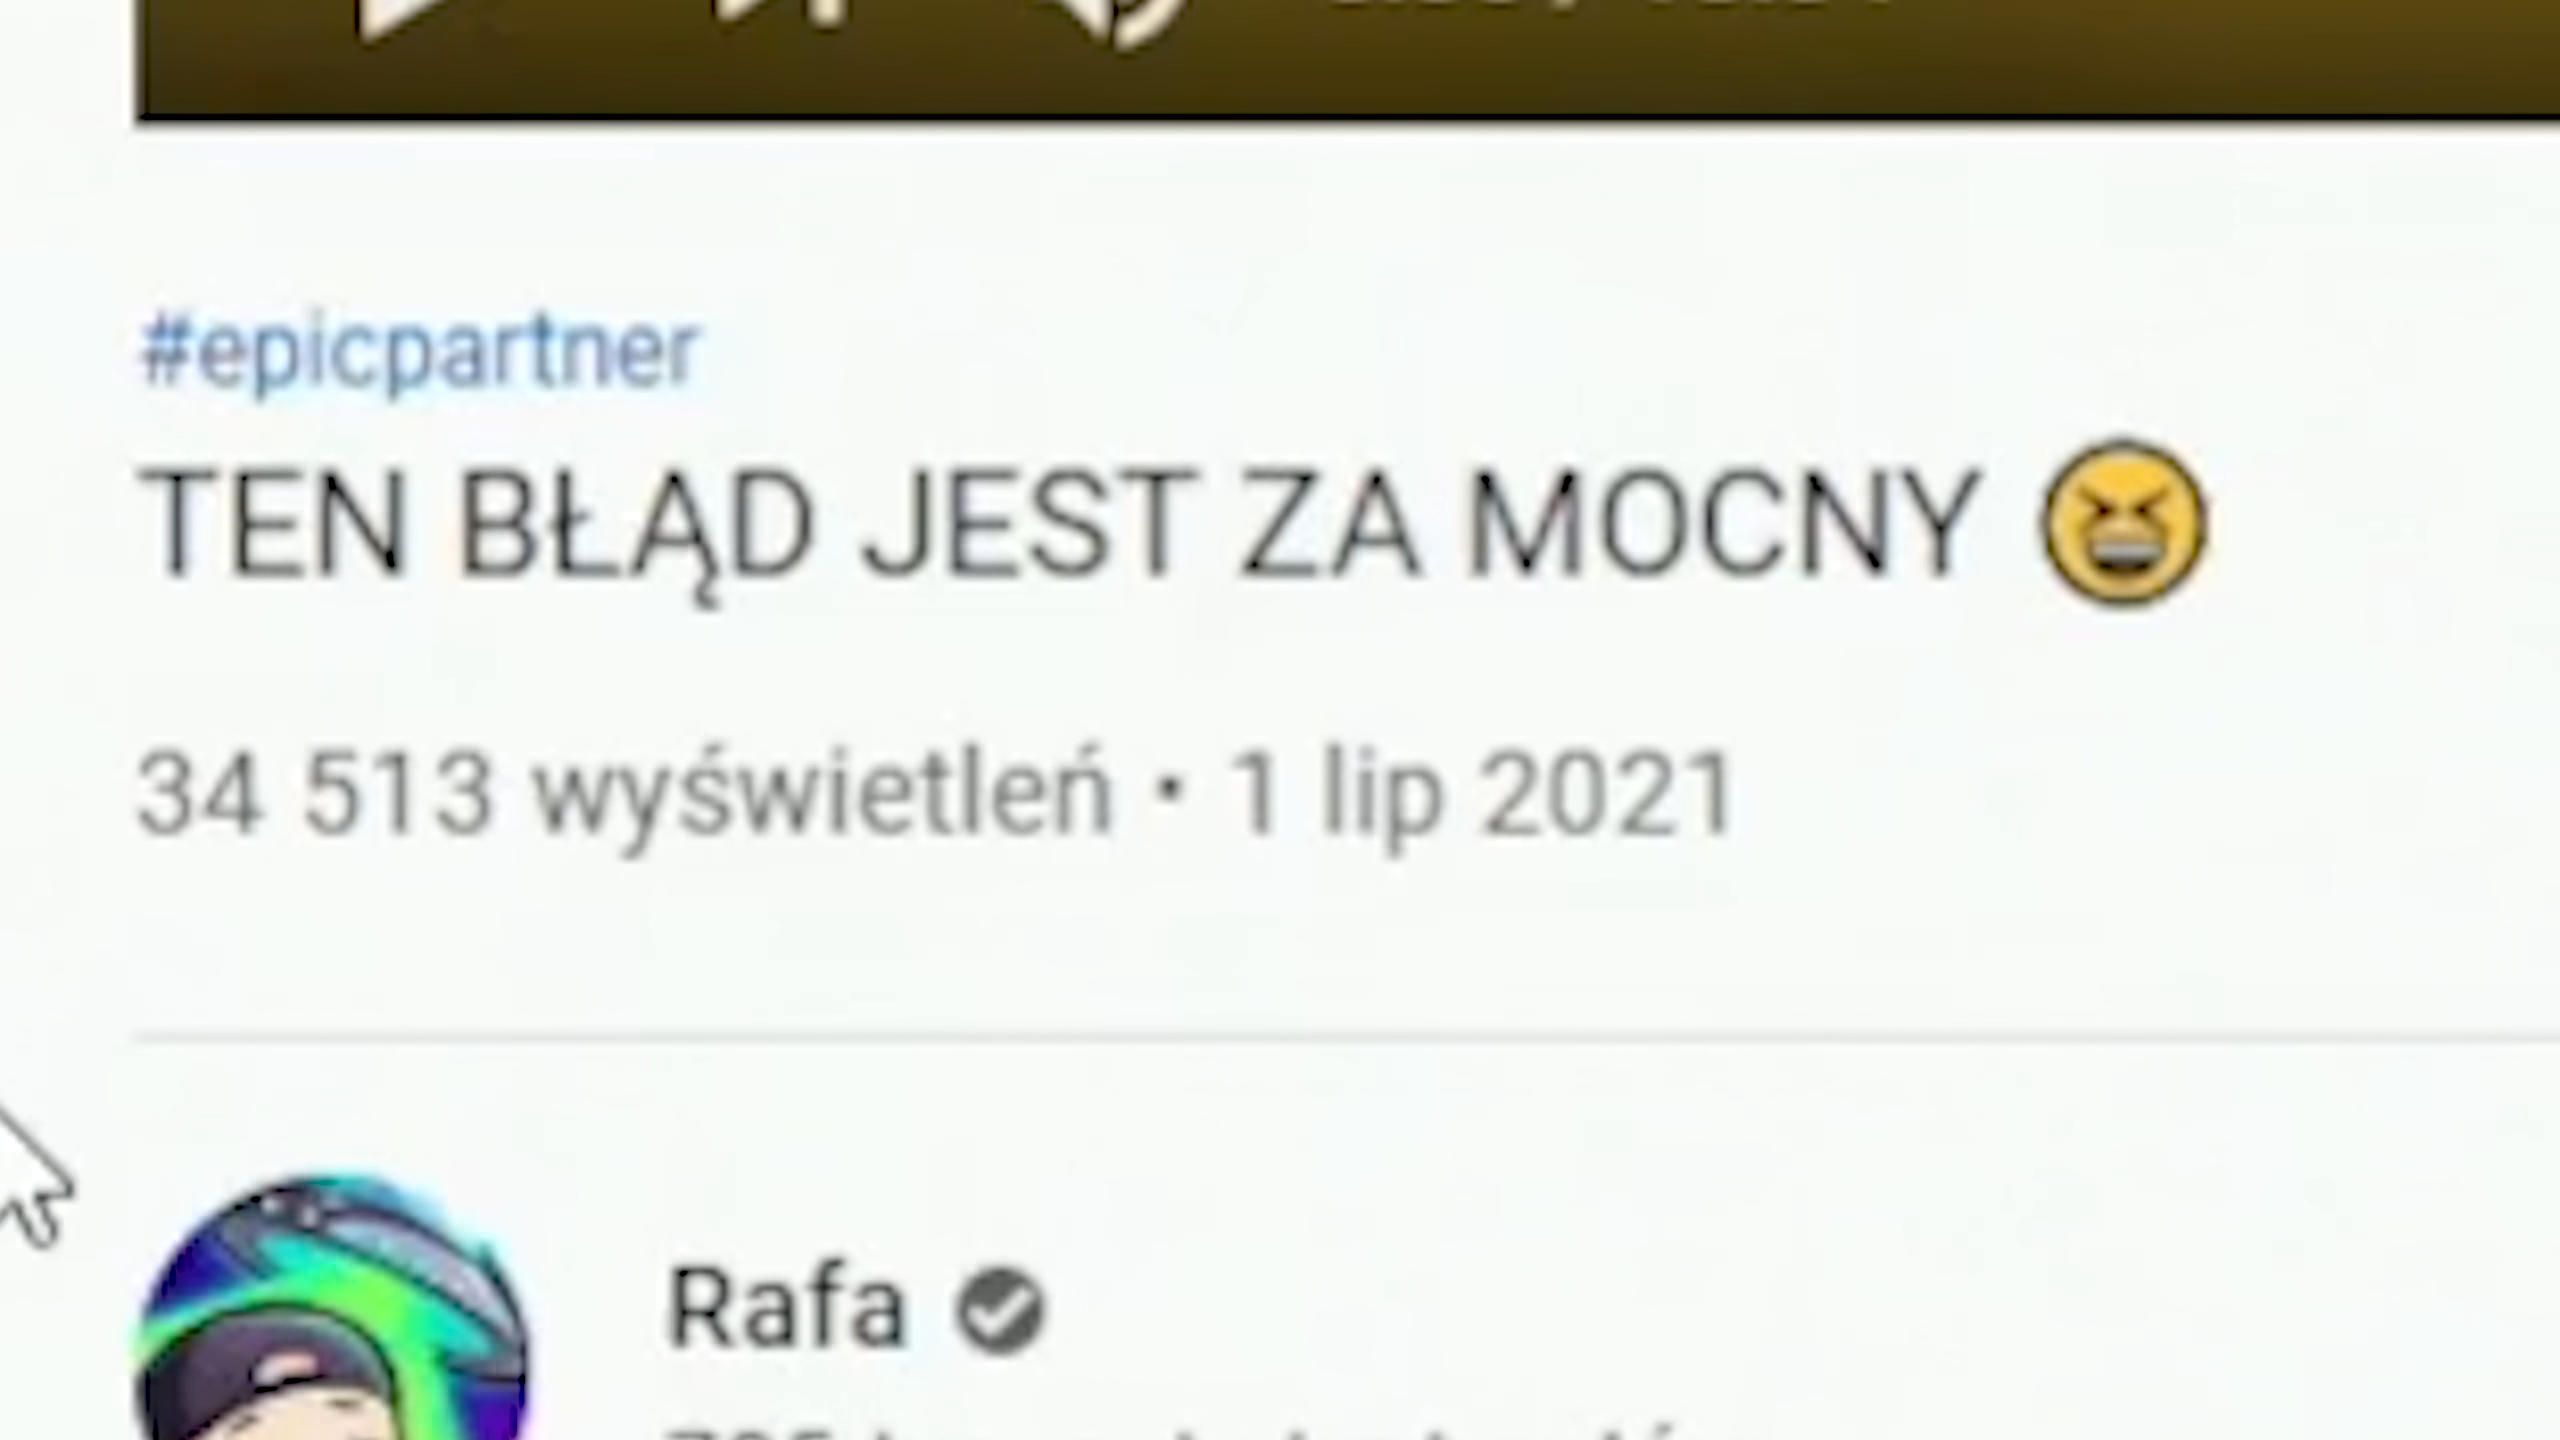 #epicpartner
TEN BŁĄD JEST ZA MOCNY 😆
34 513 wyświetleń • 1 lip 2021
Rafa